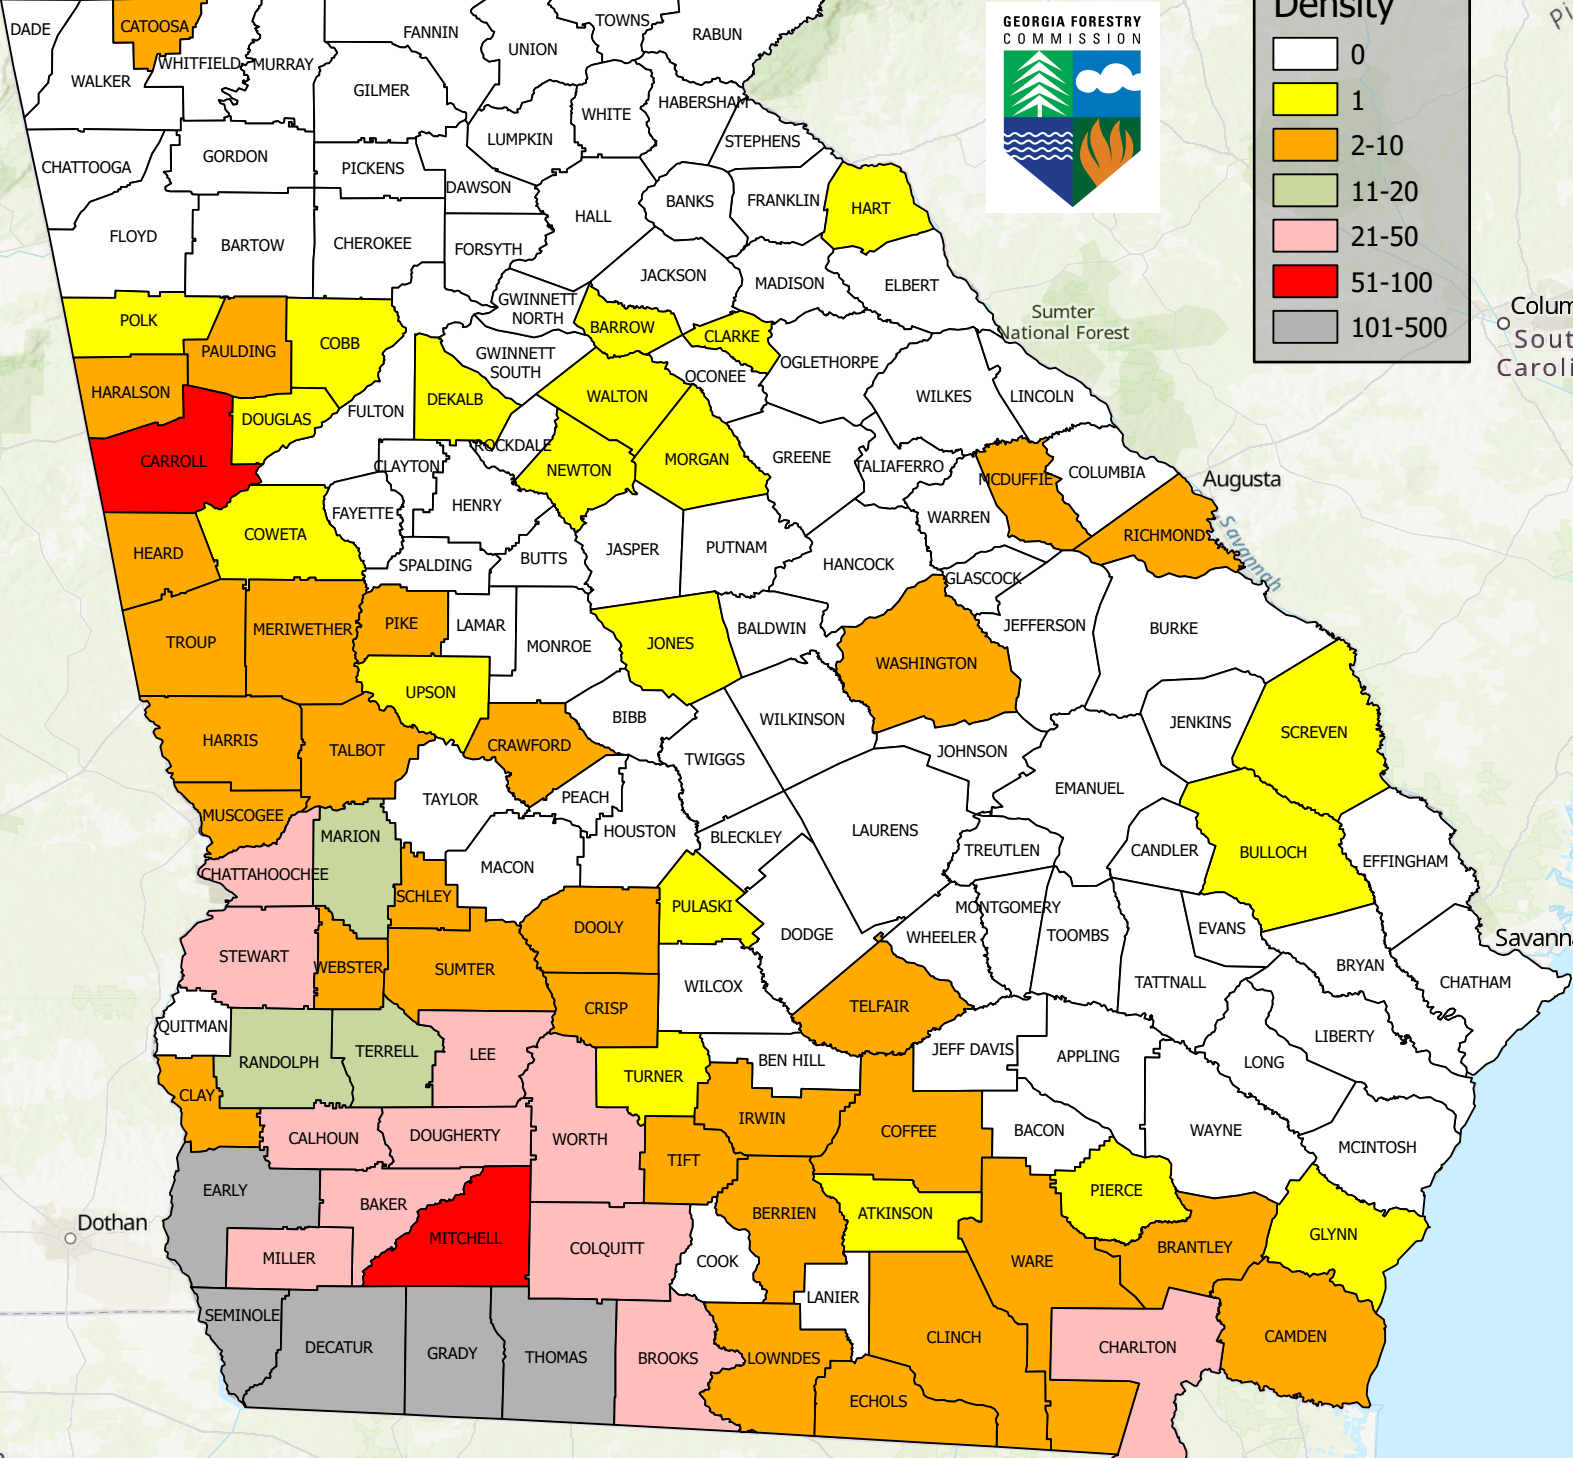 DADE
CATOOSA
WALKER
WHITFIELD
MURRAY
FANNIN
GILMER
UNION
TOWNS
RABUN
WHITE
HABERSHAM
LUMPKIN
STEPHENS
CHATTOOGA
GORDON
PICKENS
DAWSON
BANKS
FRANKLIN
HART
HALL
FLOYD
BARTOW
CHEROKEE
FORSYTH
JACKSON
MADISON
ELBERT
GWINNETT
NORTH
BARROW
CLARKE
POLK
PAULDING
COBB
GWINNETT
SOUTH
OCONEE
OGLETHORPE
HARALSON
DOUGLAS
FULTON
DEKALB
WALTON
WILKES
LINCOLN
CARROLL
CLAYTON
ROCKDALE
NEWTON
MORGAN
GREENE
TALIAFERRO
MCDUFFIE
COLUMBIA
HEARD
COWETA
FAYETTE
HENRY
WARREN
RICHMOND
SPALDING
BUTTS
JASPER
PUTNAM
HANCOCK
GLASCOCK
TROUP
MERIWETHER
PIKE
LAMAR
MONROE
JONES
BALDWIN
WASHINGTON
JEFFERSON
BURKE
UPSON
HARRIS
TALBOT
CRAWFORD
BIBB
TWIGGS
WILKINSON
JOHNSON
JENKINS
SCREVEN
MUSCOGEE
TAYLOR
PEACH
HOUSTON
BLECKLEY
LAURENS
EMANUEL
MARION
CHATTAHOOCHEE
MACON
TREUTLEN
CANDLER
BULLOCH
EFFINGHAM
SCHLEY
DOOLY
PULASKI
DODGE
WHEELER
MONTGOMERY
TOOMBS
EVANS
STEWART
WEBSTER
SUMTER
CRISP
WILCOX
TELFAIR
TATTNALL
BRYAN
CHATHAM
QUITMAN
RANDOLPH
TERRELL
LEE
TURNER
BEN HILL
JEFF DAVIS
APPLING
LONG
LIBERTY
CLAY
CALHOUN
DOUGHERTY
WORTH
TIFT
IRWIN
COFFEE
BACON
WAYNE
MCINTOSH
EARLY
BAKER
MITCHELL
COLQUITT
BERRIEN
ATKINSON
PIERCE
GLYNN
MILLER
COOK
LANIER
WARE
BRANTLEY
SEMINOLE
DECATUR
GRADY
THOMAS
BROOKS
LOWNDES
ECHOLS
CLINCH
CHARLTON
CAMDEN
GEORGIA FORESTRY
COMMISSION
Density
0
1
2-10
11-20
21-50
51-100
101-500
Sumter
National Forest
Augusta
Savannah
Dothan